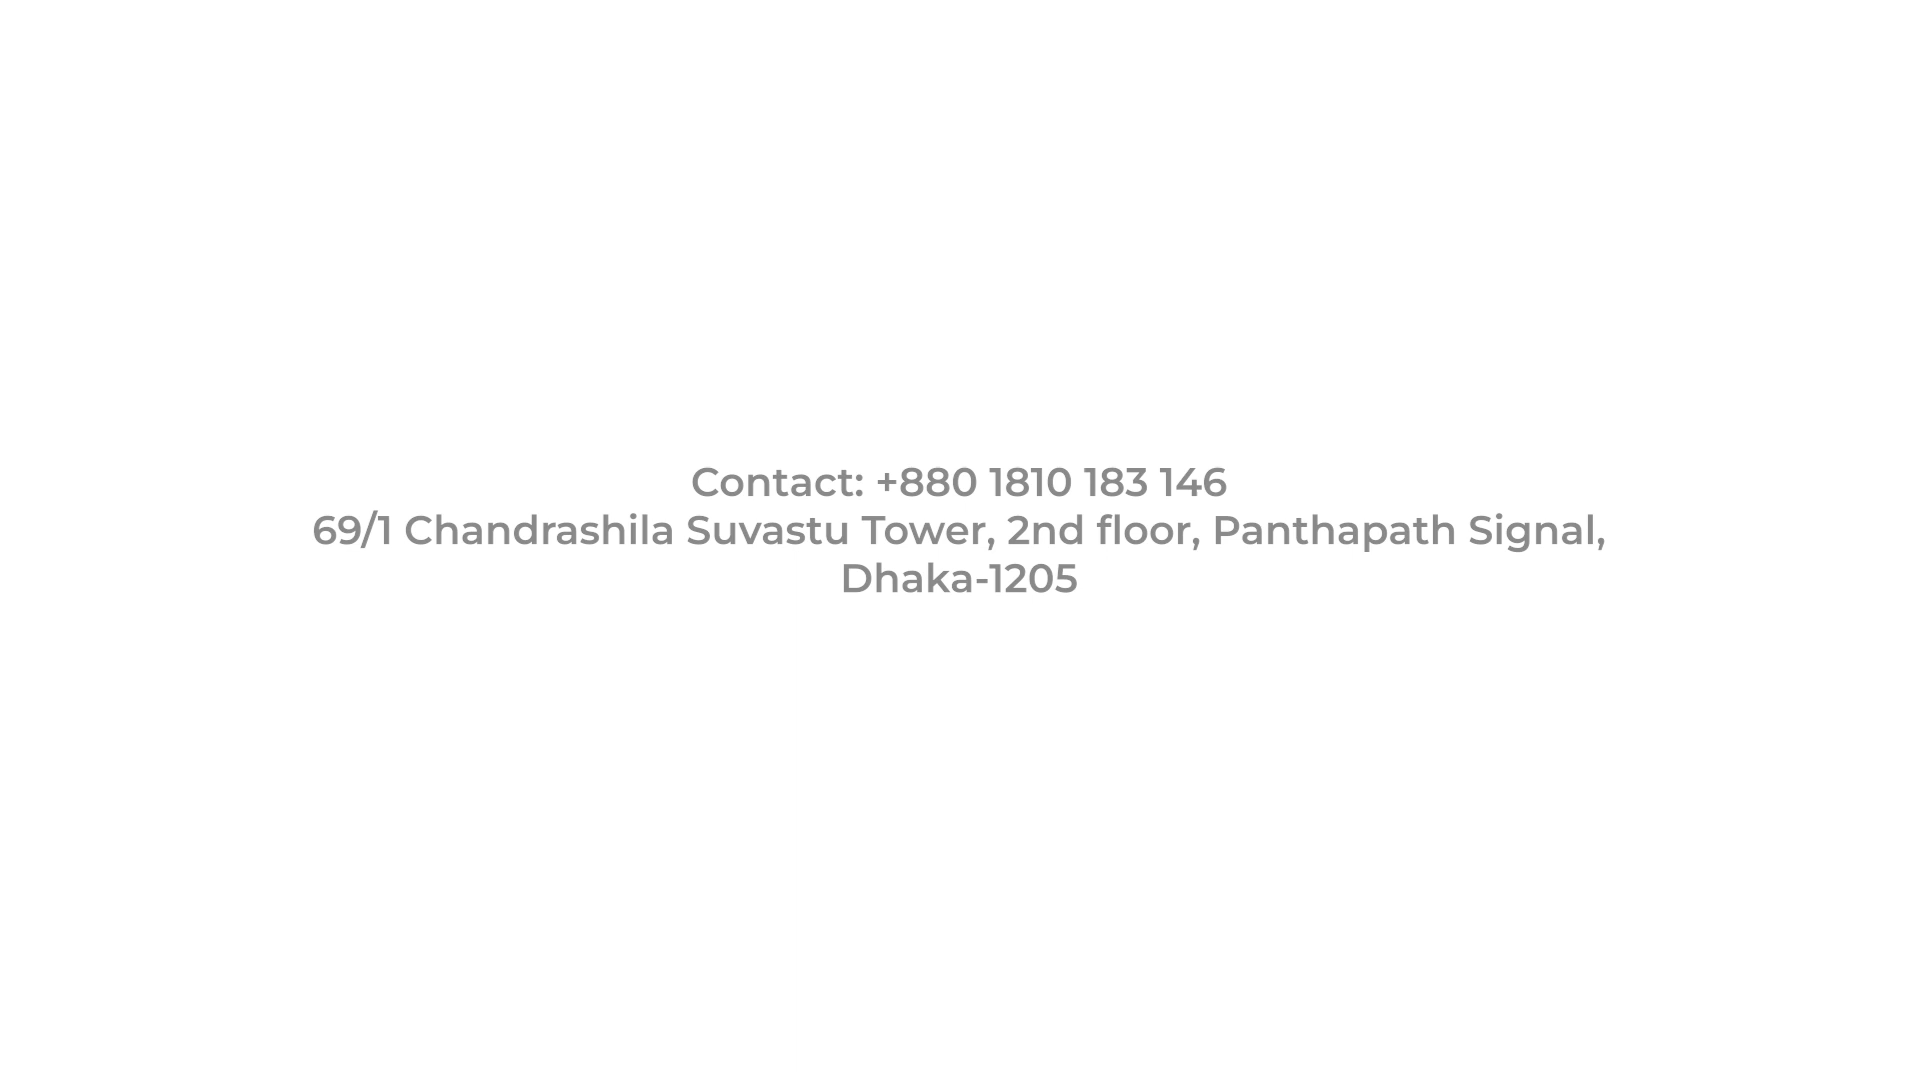 Contact: +880 1810 183 146
69/1 Chandrashila Suvastu Tower, 2nd floor, Panthapath Signal,
Dhaka-1205